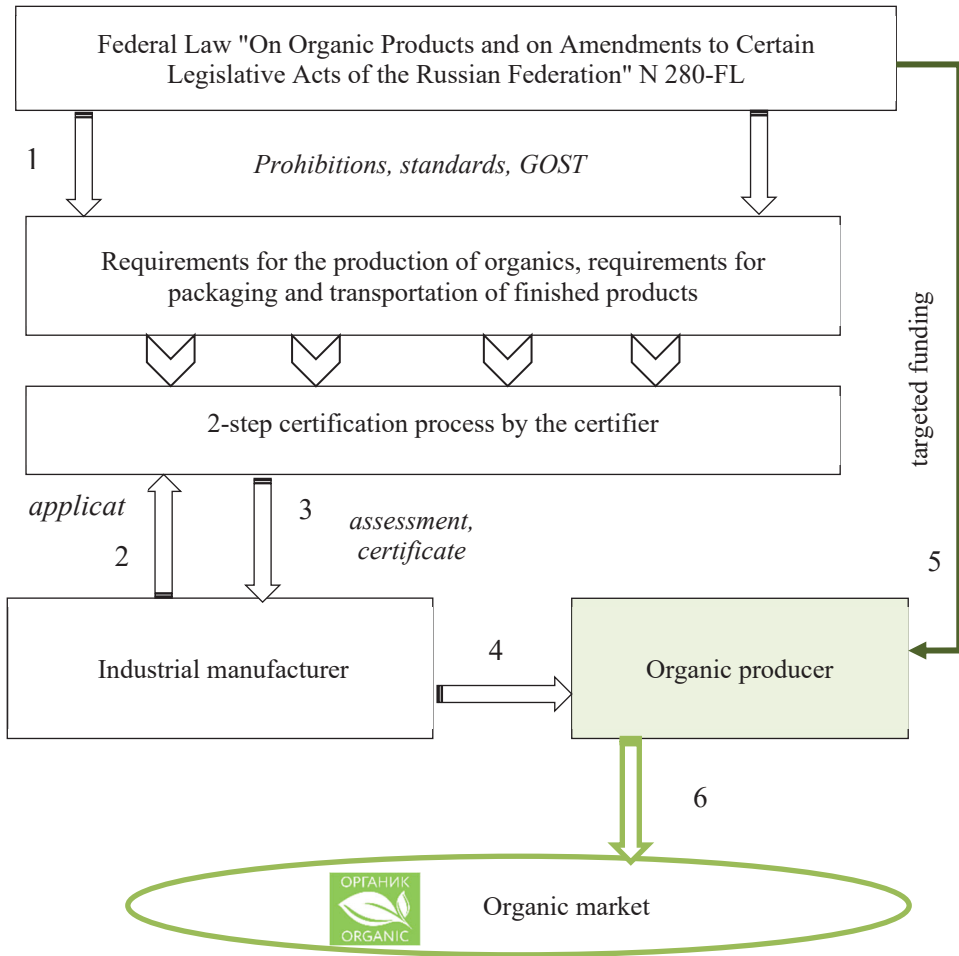 Federal Law "On Organic Products and on Amendments to Certain
Legislative Acts of the Russian Federation" N 280-FL
1
Prohibitions, standards, GOST
Requirements for the production of organics, requirements for
packaging and transportation of finished products
targeted funding
2-step certification process by the certifier
applicat
2
3
assessment,
certificate
5
Industrial manufacturer
4
Organic producer
6
ОРГАНИК
ORGANIC
Organic market